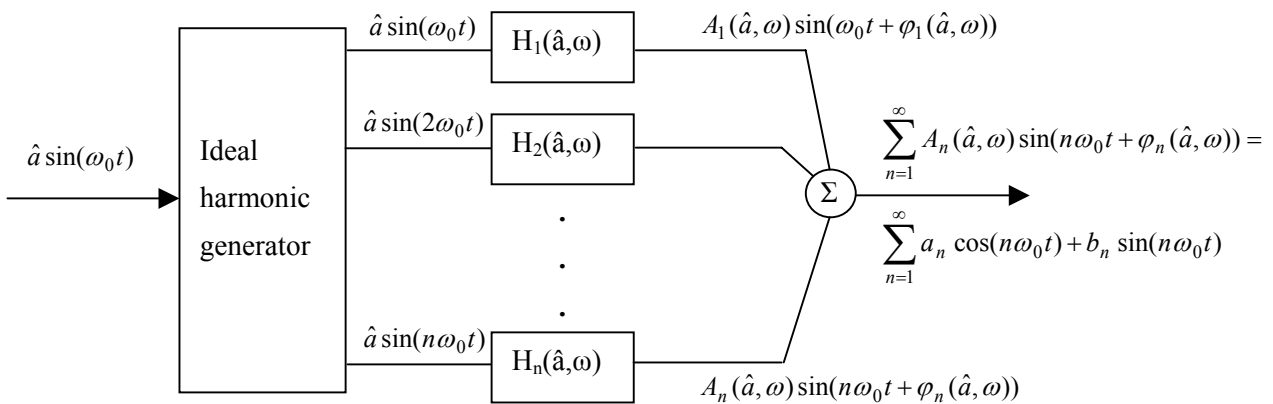 â sin(ω₀t)
Ideal
harmonic
generator
â sin(ω₀t)
H₁(â,ω)
A₁(â,ω) sin(ω₀t + φ₁(â,ω))
â sin(2ω₀t)
H₂(â,ω)
.
.
.
â sin(nω₀t)
Hₙ(â,ω)
Aₙ(â,ω) sin(nω₀t + φₙ(â,ω))
Σ
∞
∑ Aₙ(â,ω) sin(nω₀t + φₙ(â,ω)) =
n=1
∞
∑ aₙ cos(nω₀t) + bₙ sin(nω₀t)
n=1